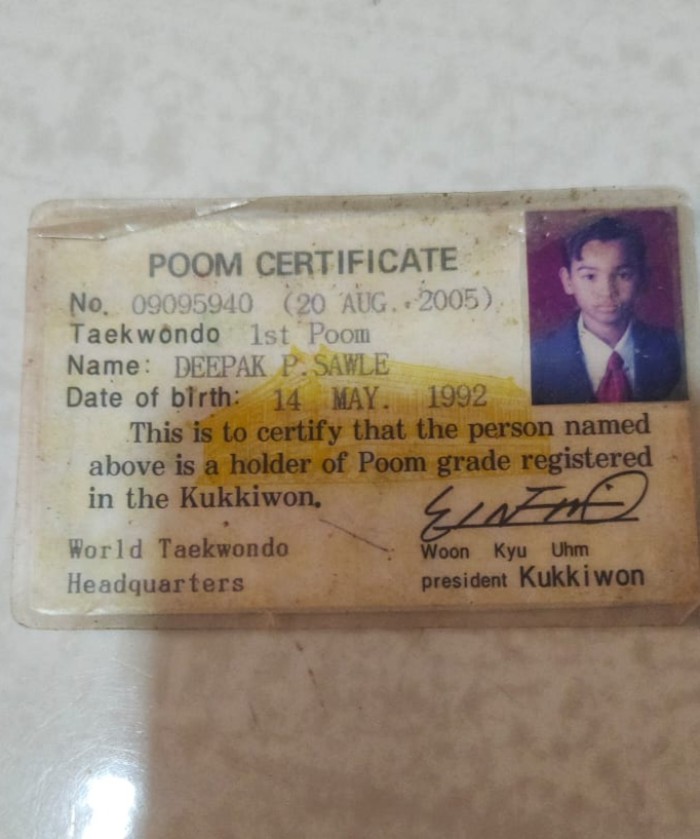 POOM CERTIFICATE
No. 09095940 (20 AUG. 2005)
Taekwondo 1st Poom
Name: DEEPAK P.SAWLE
Date of birth: 14 MAY. 1992
This is to certify that the person named
above is a holder of Poom grade registered
in the Kukkiwon.
World Taekwondo
Headquarters
Woon Kyu Uhm
president Kukkiwon